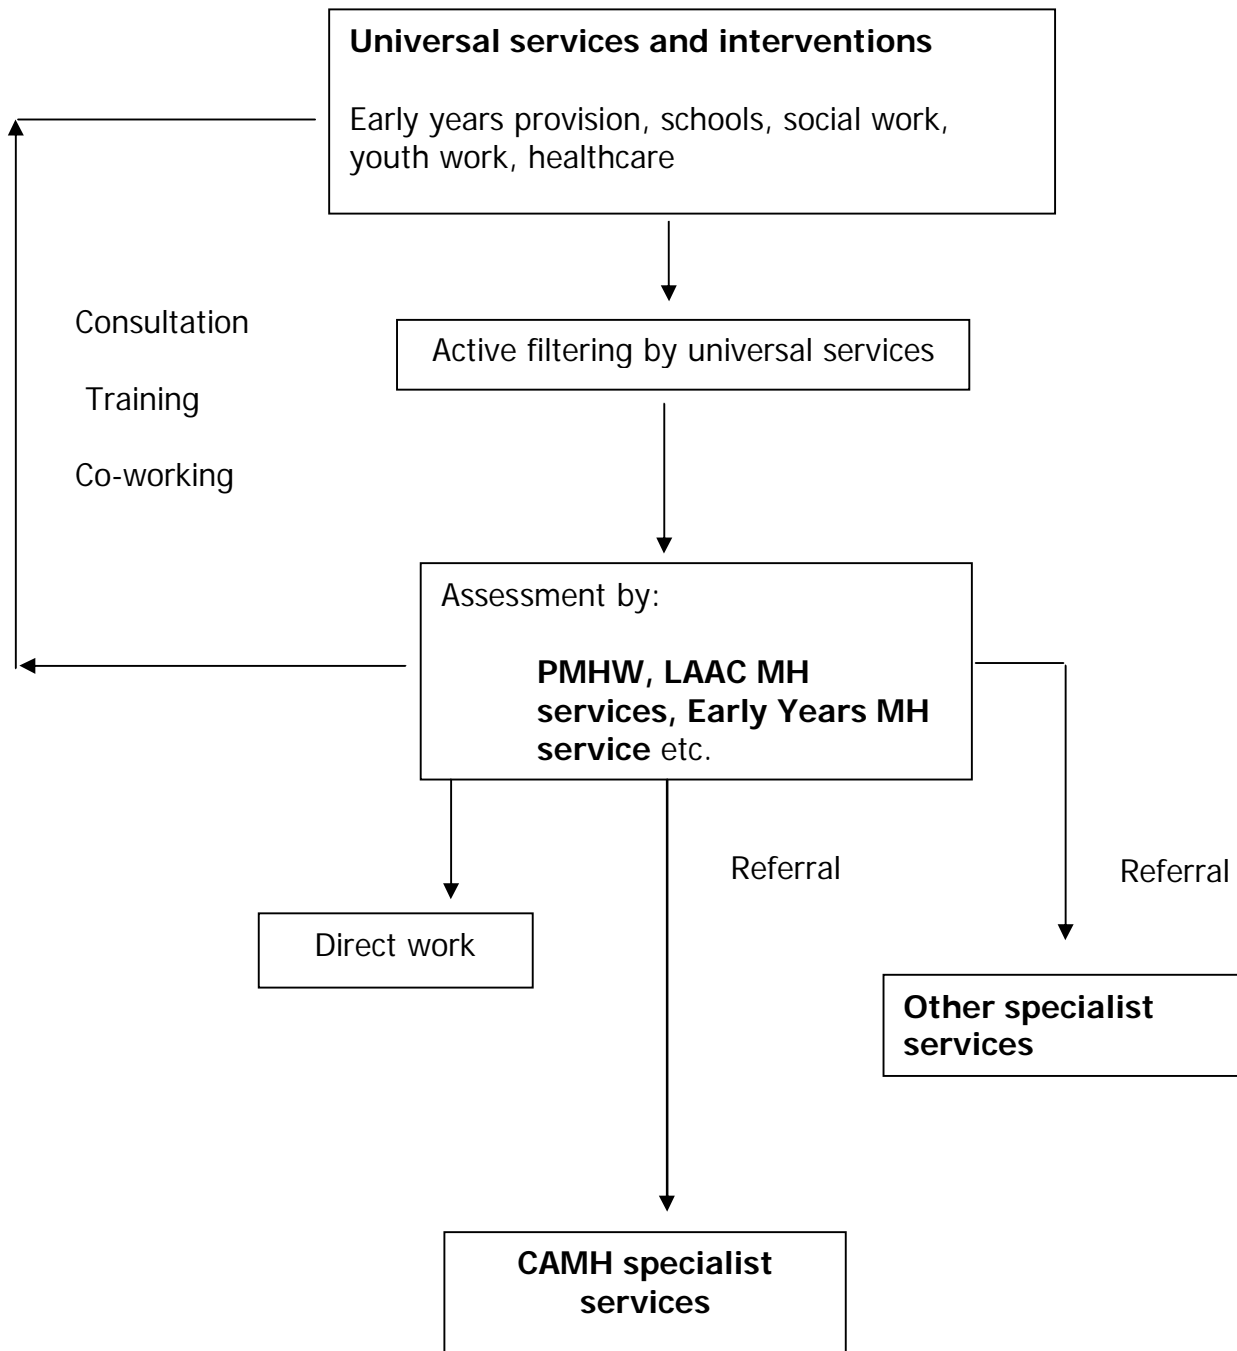 Universal services and interventions
Early years provision, schools, social work,
youth work, healthcare
Consultation
Active filtering by universal services
Training
Co-working
Assessment by:
PMHW, LAAC MH
services, Early Years MH
service etc.
Referral
Referral
Direct work
Other specialist
services
CAMH specialist
services